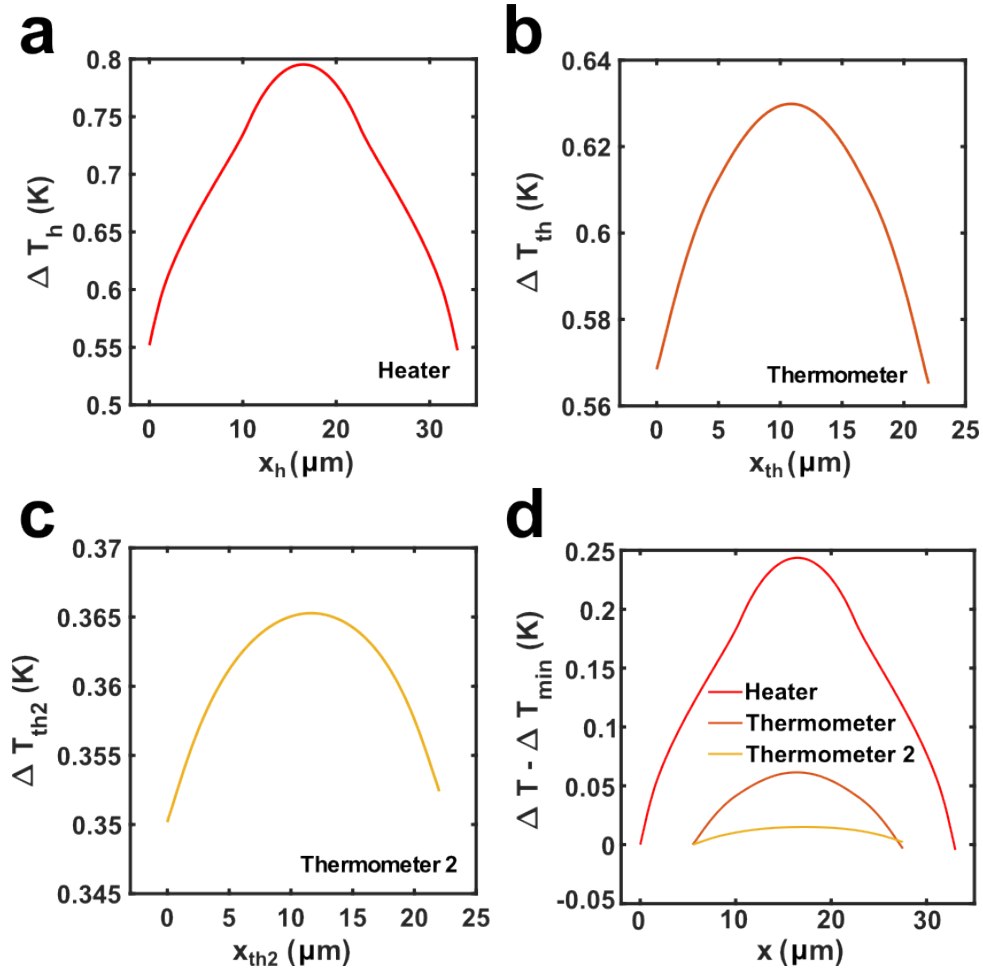 a
0.8
0.75
0.7
0.65
0.6
0.55
0.5
Δ T_h (K)
Heater
0
10
20
30
x_h (μm)
b
0.64
0.62
0.6
0.58
0.56
Δ T_th (K)
Thermometer
0
5
10
15
20
25
x_th (μm)
c
0.37
0.365
0.36
0.355
0.35
0.345
Δ T_th2 (K)
Thermometer 2
0
5
10
15
20
25
x_th2 (μm)
d
0.25
0.2
0.15
0.1
0.05
0
-0.05
Δ T - Δ T_min (K)
Heater
Thermometer
Thermometer 2
0
10
20
30
x (μm)